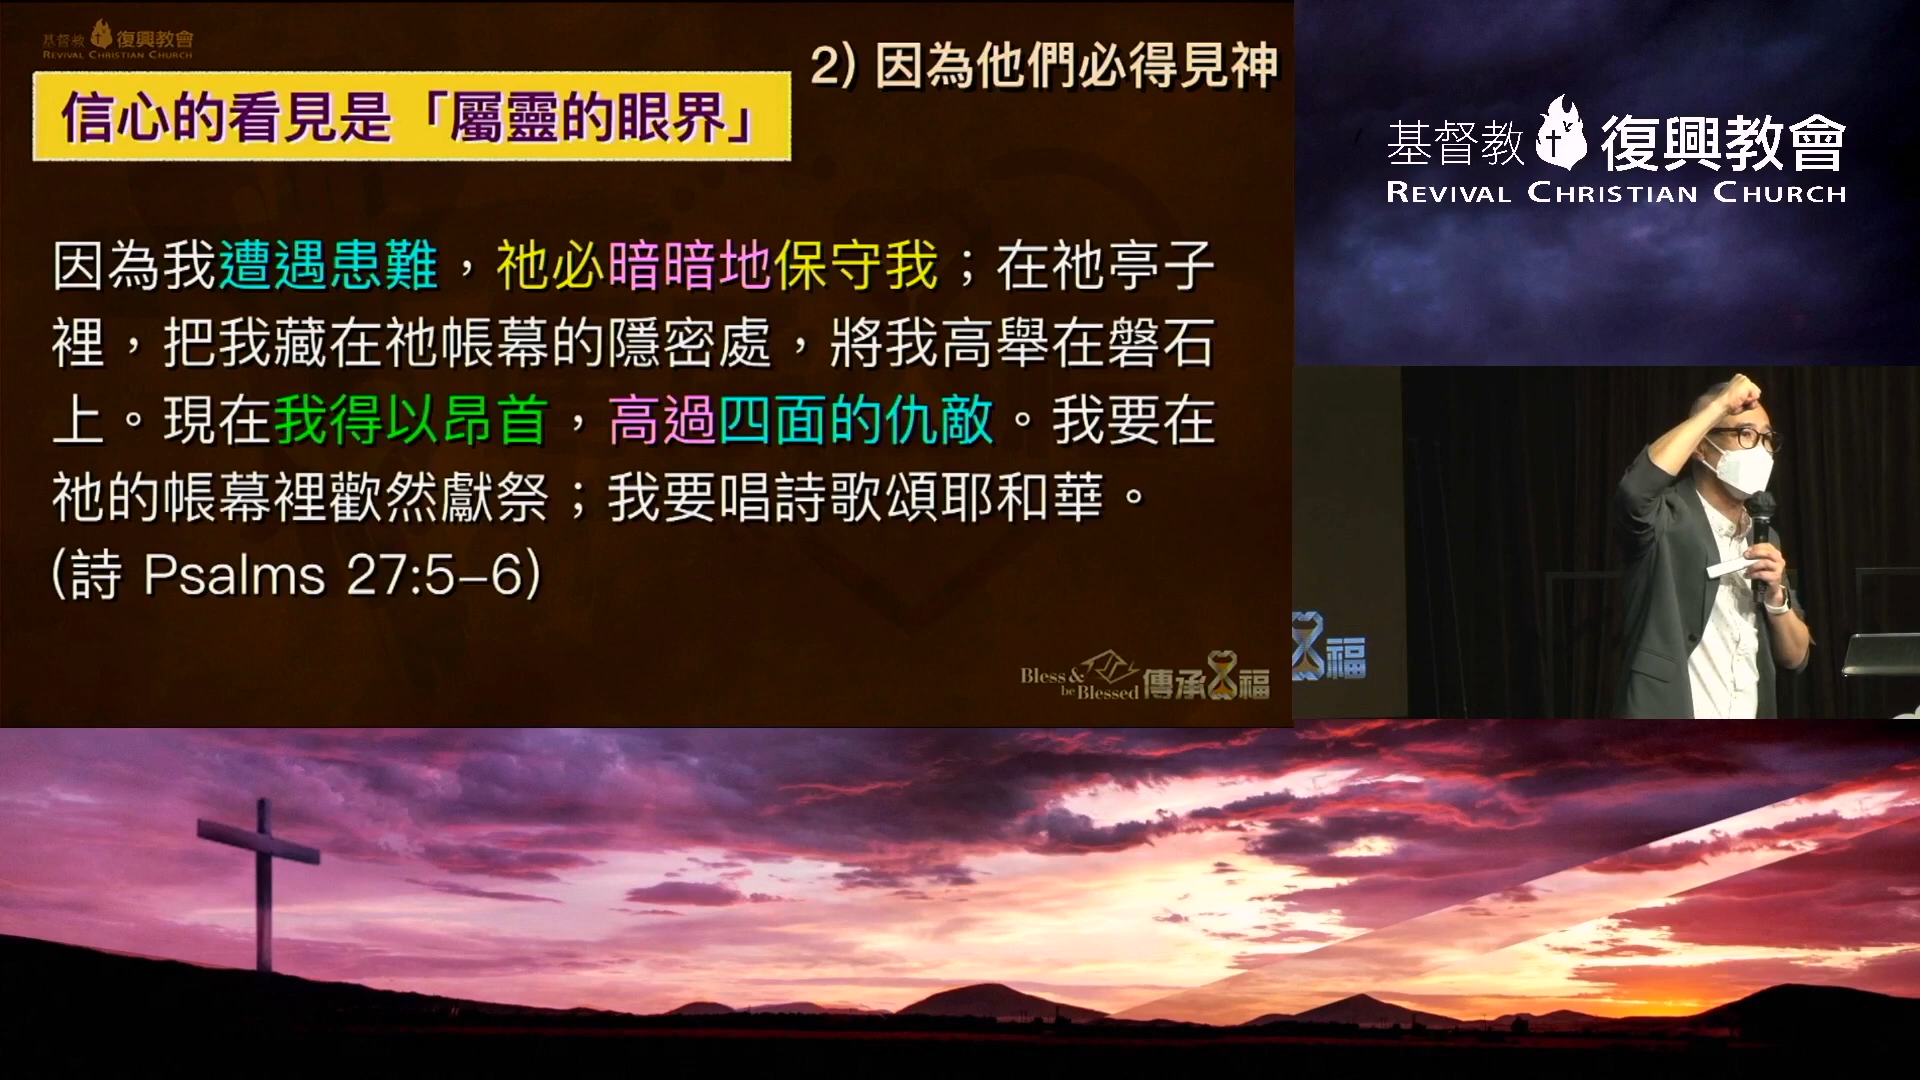 基督教 復興教會
REVIVAL CHRISTIAN CHURCH
2) 因為他們必得見神
信心的看見是「屬靈的眼界」
因為我遭遇患難，祂必暗暗地保守我；在祂亭子
裡，把我藏在祂帳幕的隱密處，將我高舉在磐石
上。現在我得以昂首，高過四面的仇敵。我要在
祂的帳幕裡歡然獻祭；我要唱詩歌頌耶和華。
(詩 Psalms 27:5–6)
Bless &
be Blessed
傳承 福
基督教 復興教會
REVIVAL CHRISTIAN CHURCH
福